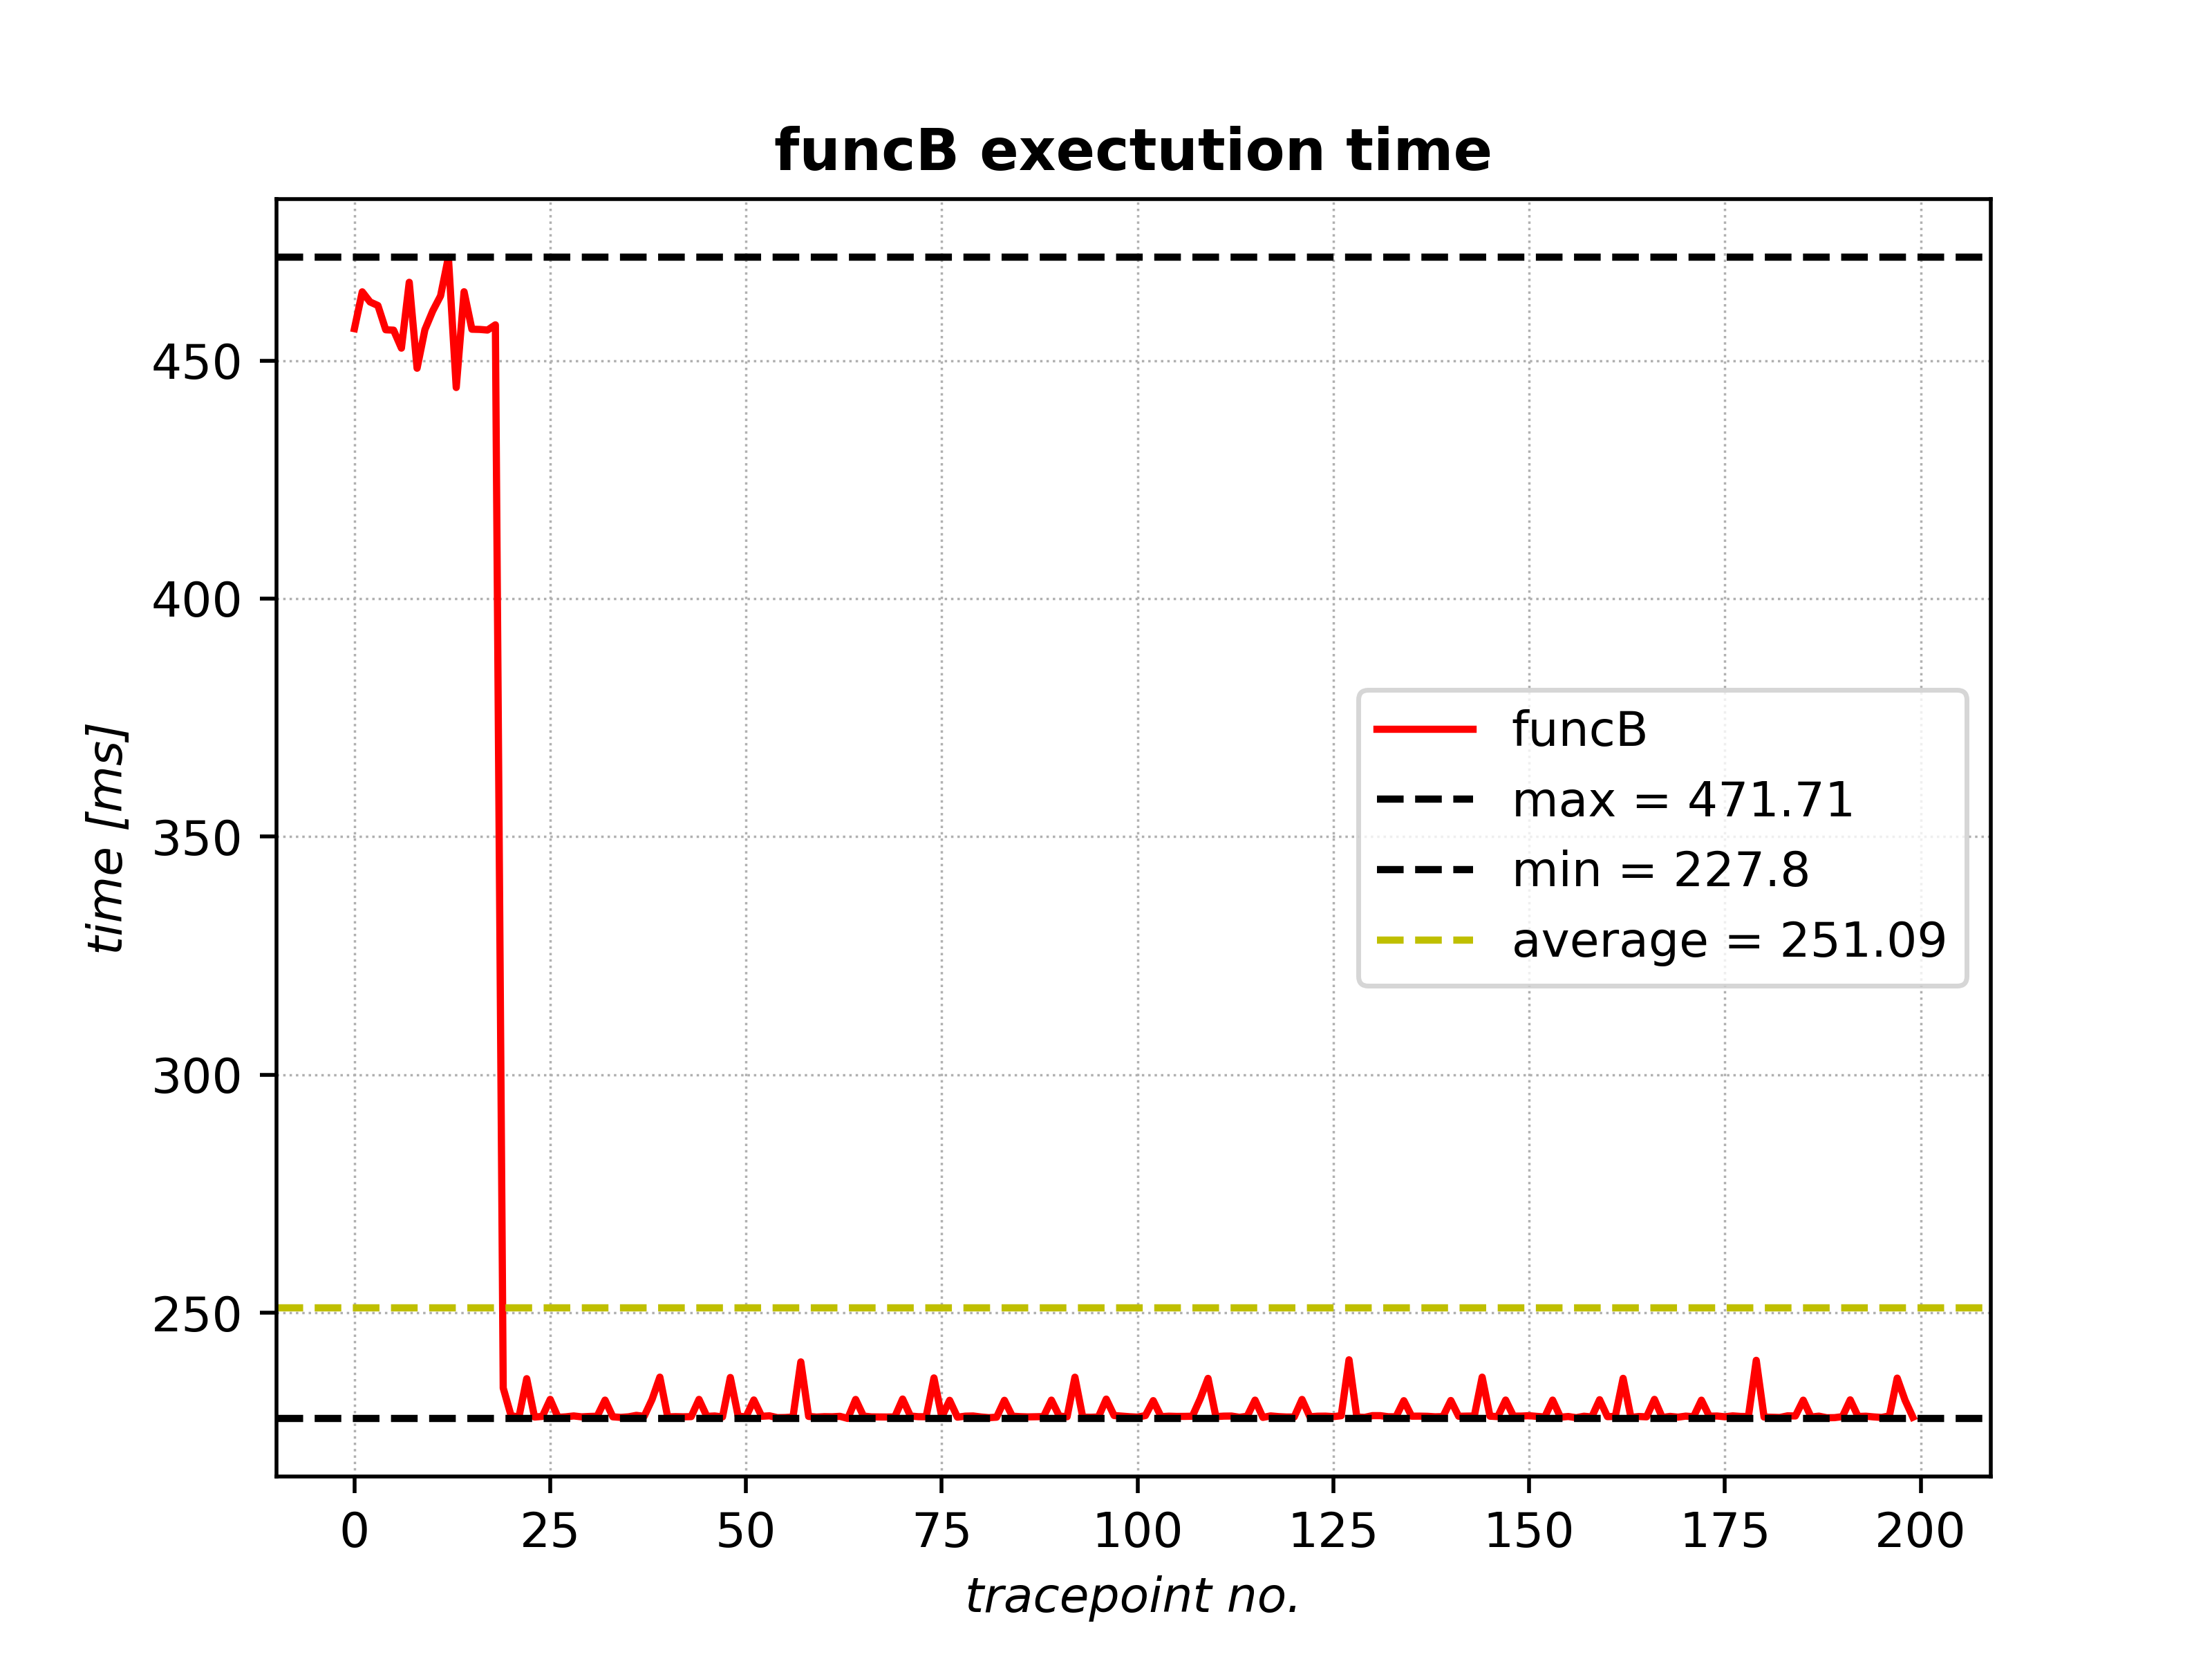 funcB exectution time
time [ms]
450
400
350
300
250
funcB
max = 471.71
min = 227.8
average = 251.09
0 25 50 75 100 125 150 175 200
tracepoint no.